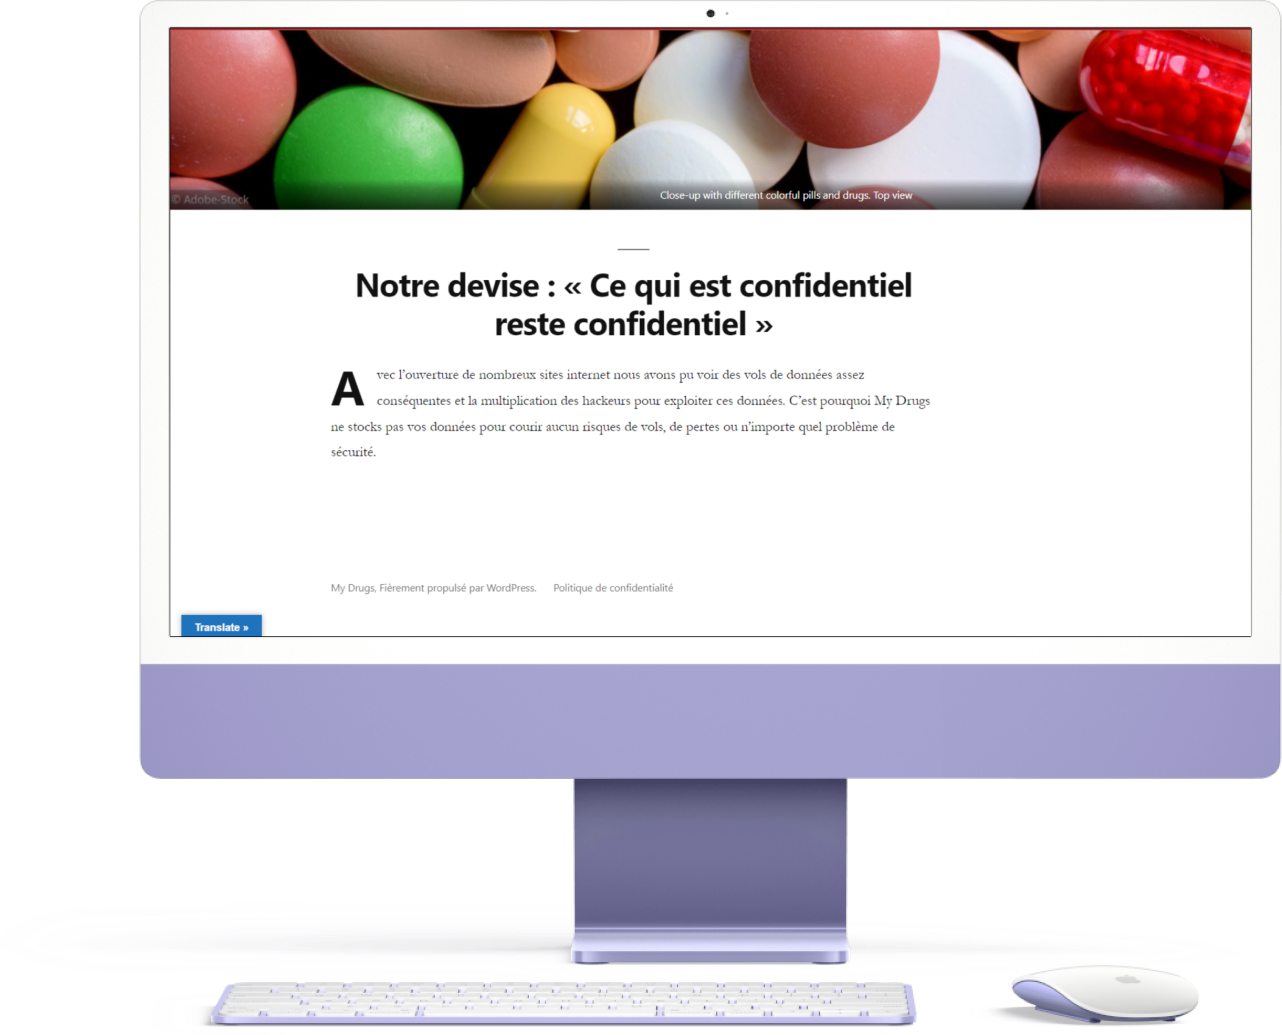 © Adobe-Stock
Close-up with different colorful pills and drugs. Top view
Notre devise : « Ce qui est confidentiel
reste confidentiel »
Avec l’ouverture de nombreux sites internet nous avons pu voir des vols de données assez
conséquentes et la multiplication des hackeurs pour exploiter ces données. C’est pourquoi My Drugs
ne stocks pas vos données pour courir aucun risques de vols, de pertes ou n’importe quel problème de
sécurité.
My Drugs, Fièrement propulsé par WordPress. Politique de confidentialité
Translate »